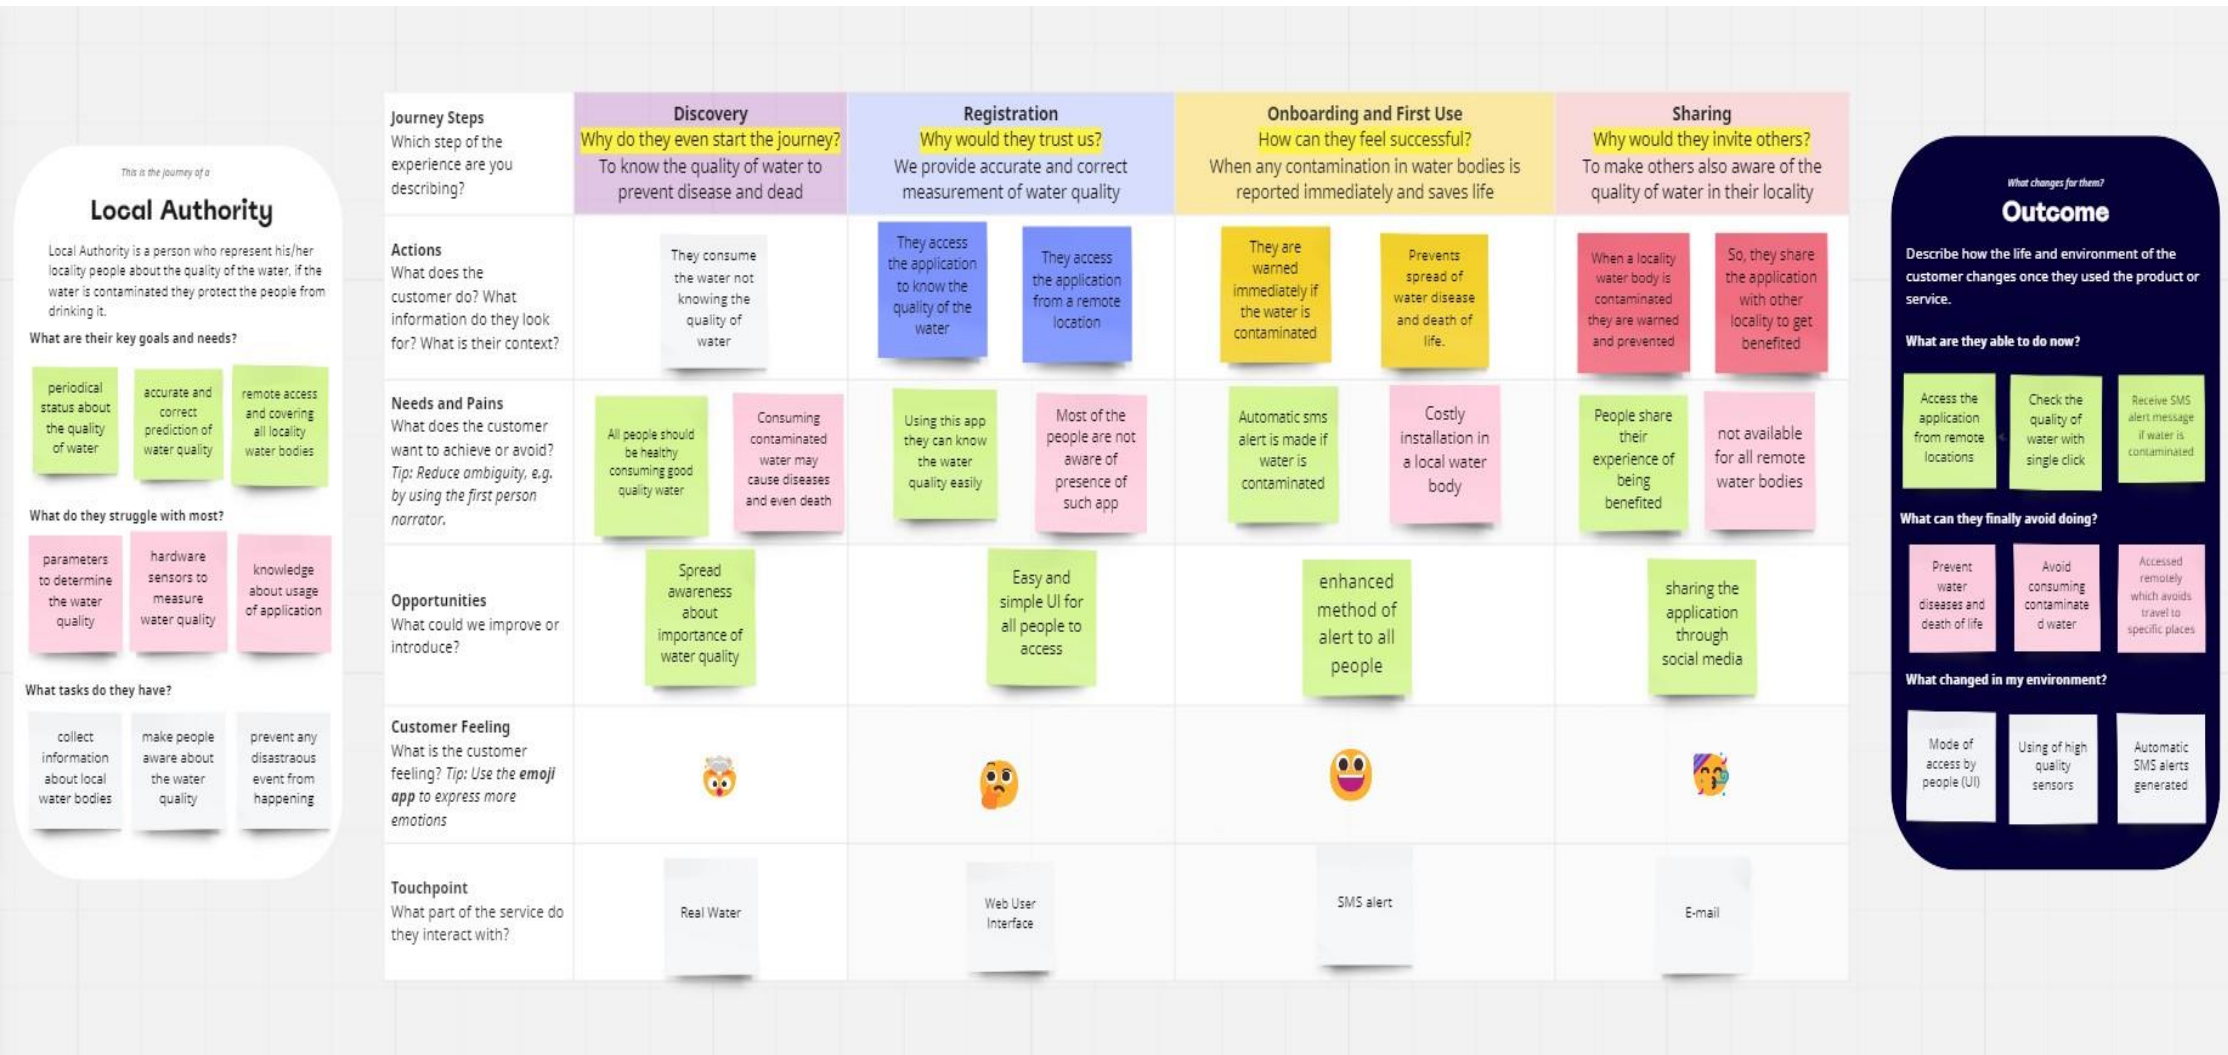 This is the journey of a
Local Authority
Local Authority is a person who represent his/her
locality people about the quality of the water, if the
water is contaminated they protect the people from
drinking it.
What are their key goals and needs?
periodical
status about
the quality
of water
accurate and
correct
prediction of
water quality
remote access
and covering
all locality
water bodies
What do they struggle with most?
parameters
to determine
the water
quality
hardware
sensors to
measure
water quality
knowledge
about usage
of application
What tasks do they have?
collect
information
about local
water bodies
make people
aware about
the water
quality
prevent any
disastraous
event from
happening
Journey Steps
Which step of the
experience are you
describing?
Discovery
Why do they even start the journey?
To know the quality of water to
prevent disease and dead
Registration
Why would they trust us?
We provide accurate and correct
measurement of water quality
Onboarding and First Use
How can they feel successful?
When any contamination in water bodies is
reported immediately and saves life
Sharing
Why would they invite others?
To make others also aware of the
quality of water in their locality
Actions
What does the
customer do? What
information do they look
for? What is their context?
They consume
the water not
knowing the
quality of
water
They access
the application
to know the
quality of the
water
They access
the application
from a remote
location
They are
warned
immediately if
the water is
contaminated
Prevents
spread of
water disease
and death of
life.
When a locality
water body is
contaminated
they are warned
and prevented
So, they share
the application
with other
locality to get
benefited
Needs and Pains
What does the customer
want to achieve or avoid?
Tip: Reduce ambiguity, e.g.
by using the first person
narrator.
All people should
be healthy
consuming good
quality water
Consuming
contaminated
water may
cause diseases
and even death
Using this app
they can know
the water
quality easily
Most of the
people are not
aware of
presence of
such app
Automatic sms
alert is made if
water is
contaminated
Costly
installation in
a local water
body
People share
their
experience of
being
benefited
not available
for all remote
water bodies
Opportunities
What could we improve or
introduce?
Spread
awareness
about
importance of
water quality
Easy and
simple UI for
all people to
access
enhanced
method of
alert to all
people
sharing the
application
through
social media
Customer Feeling
What is the customer
feeling? Tip: Use the emoji
app to express more
emotions
Touchpoint
What part of the service do
they interact with?
Real Water
Web User
Interface
SMS alert
E-mail
What changes for them?
Outcome
Describe how the life and environment of the
customer changes once they used the product or
service.
What are they able to do now?
Access the
application
from remote
locations
Check the
quality of
water with
single click
Receive SMS
alert message
if water is
contaminated
What can they finally avoid doing?
Prevent
water
diseases and
death of life
Avoid
consuming
contaminate
d water
Accessed
remotely
which avoids
travel to
specific places
What changed in my environment?
Mode of
access by
people (UI)
Using of high
quality
sensors
Automatic
SMS alerts
generated